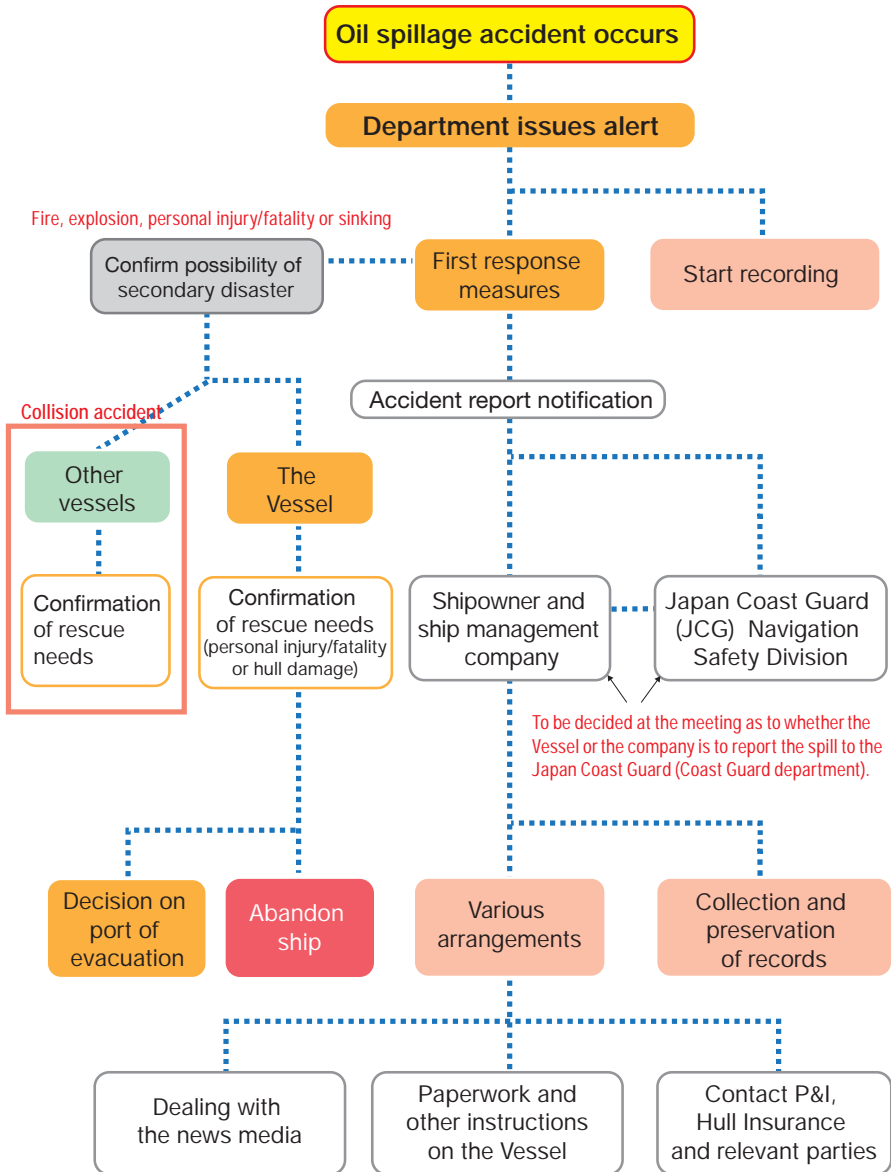 Oil spillage accident occurs
Department issues alert
Fire, explosion, personal injury/fatality or sinking
Confirm possibility of
secondary disaster
First response
measures
Start recording
Accident report notification
Collision accident
Other
vessels
The
Vessel
Confirmation
of rescue
needs
Confirmation
of rescue needs
(personal injury/fatality
or hull damage)
Shipowner and
ship management
company
Japan Coast Guard
(JCG) Navigation
Safety Division
To be decided at the meeting as to whether the
Vessel or the company is to report the spill to the
Japan Coast Guard (Coast Guard department).
Decision on
port of
evacuation
Abandon
ship
Various
arrangements
Collection and
preservation
of records
Dealing with
the news media
Paperwork and
other instructions
on the Vessel
Contact P&I,
Hull Insurance
and relevant parties